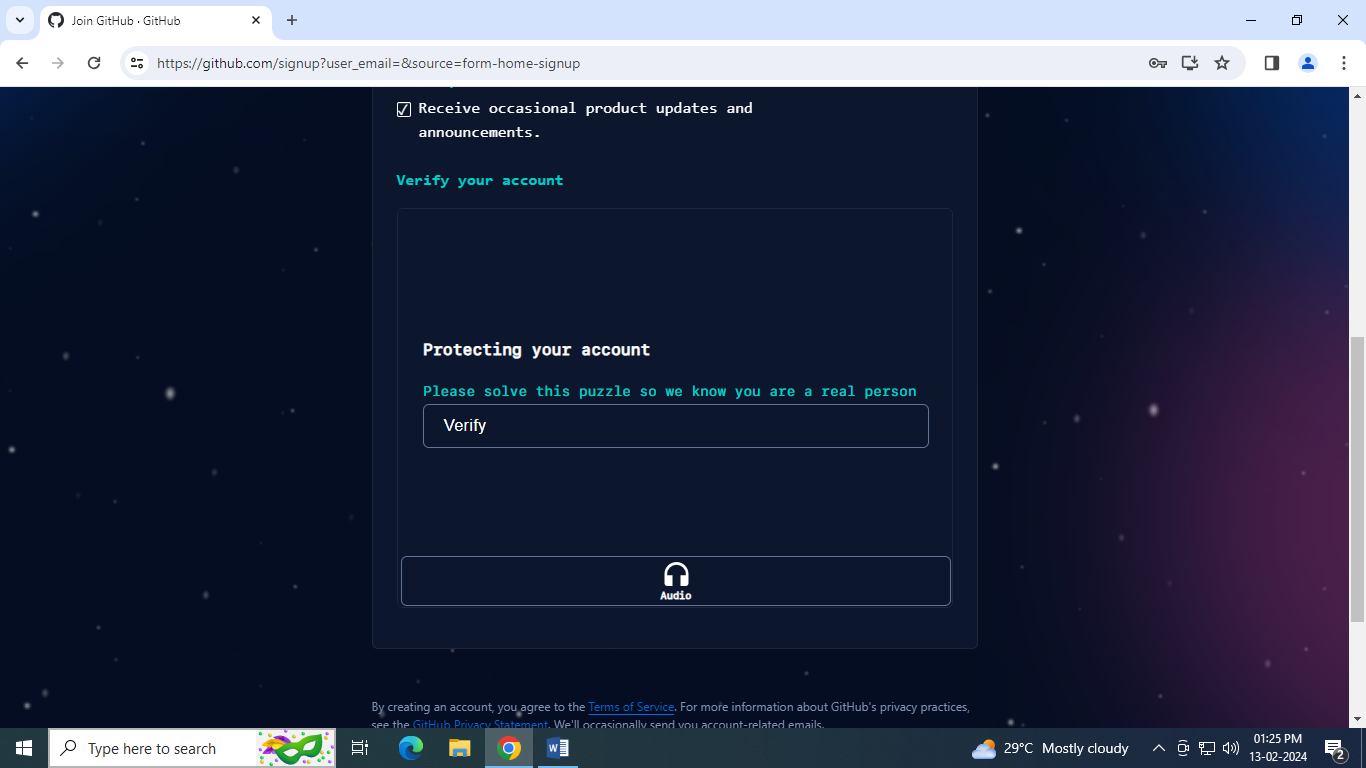 Join GitHub · GitHub
https://github.com/signup?user_email=&source=form-home-signup
Receive occasional product updates and
announcements.
Verify your account
Protecting your account
Please solve this puzzle so we know you are a real person
Verify
Audio
By creating an account, you agree to the Terms of Service. For more information about GitHub's privacy practices,
see the GitHub Privacy Statement. We'll occasionally send you account-related emails.
Type here to search
29°C Mostly cloudy
01:25 PM
13-02-2024
2